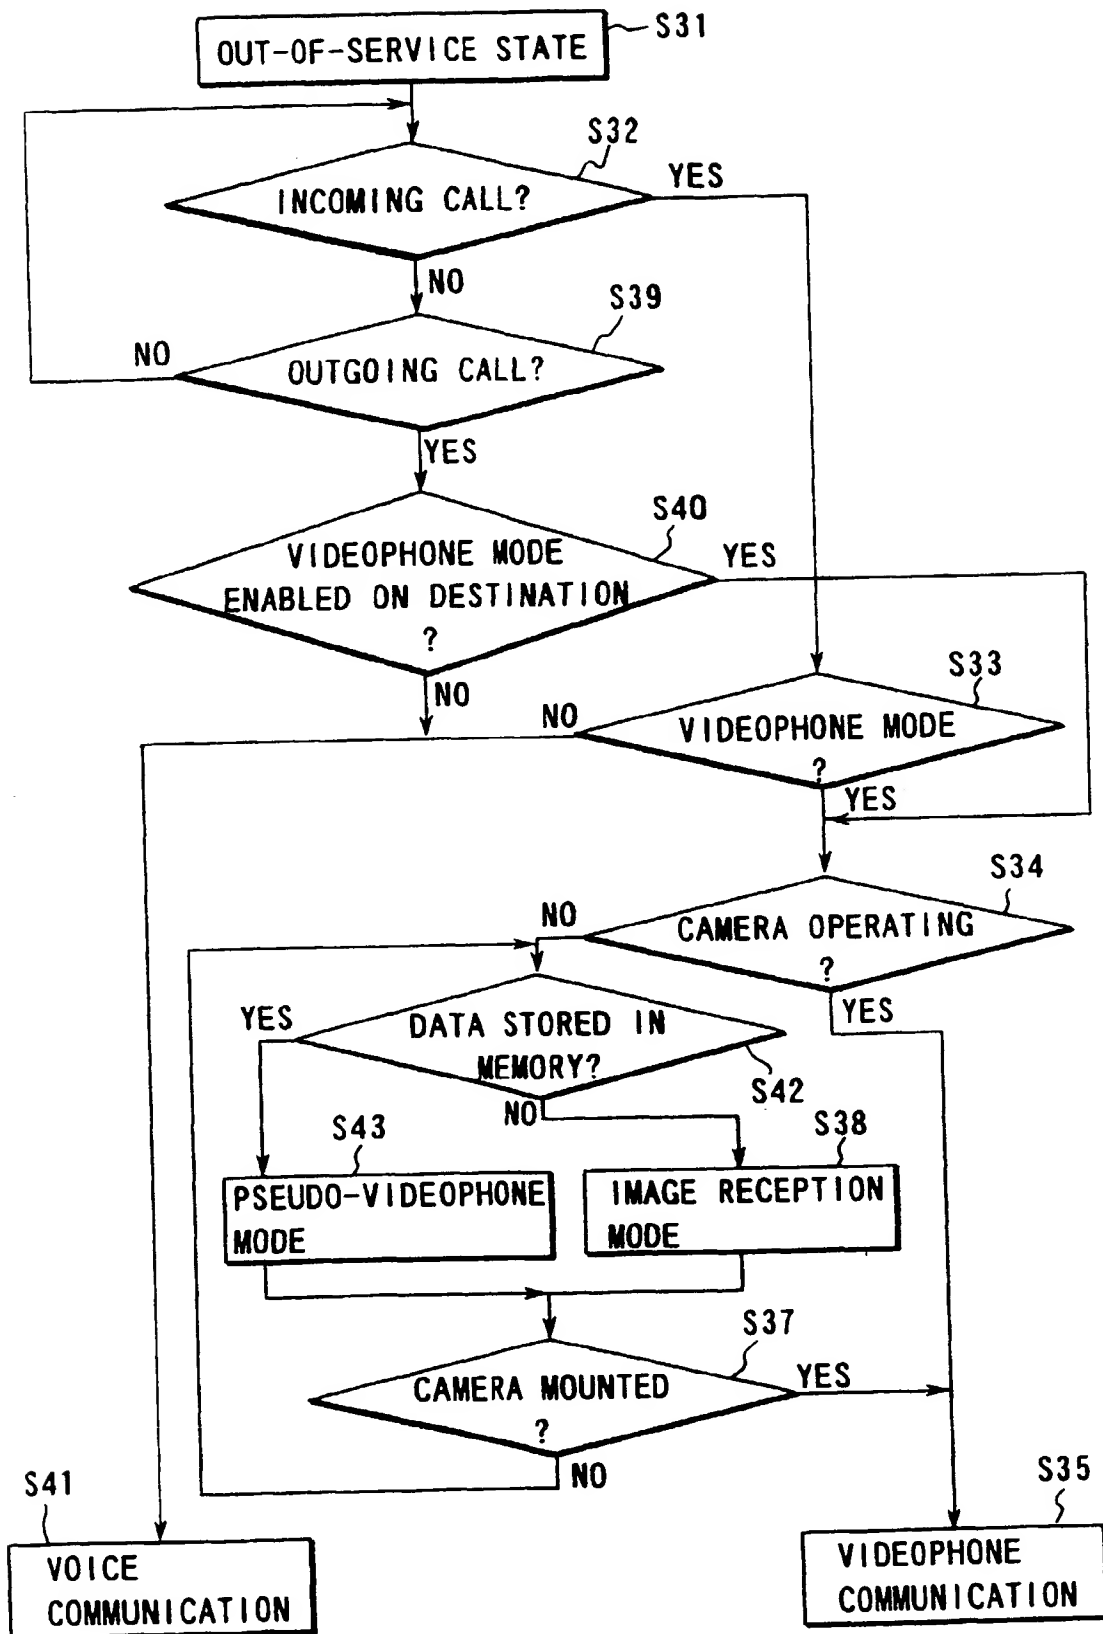 OUT-OF-SERVICE STATE
S31
S32
INCOMING CALL?
YES
NO
S39
NO
OUTGOING CALL?
YES
S40
VIDEOPHONE MODE
ENABLED ON DESTINATION
?
YES
NO
S33
NO
VIDEOPHONE MODE
?
YES
S34
NO
CAMERA OPERATING
?
YES
YES
DATA STORED IN
MEMORY?
S42
NO
S43
PSEUDO-VIDEOPHONE
MODE
S38
IMAGE RECEPTION
MODE
S37
CAMERA MOUNTED
?
YES
NO
S41
VOICE
COMMUNICATION
S35
VIDEOPHONE
COMMUNICATION